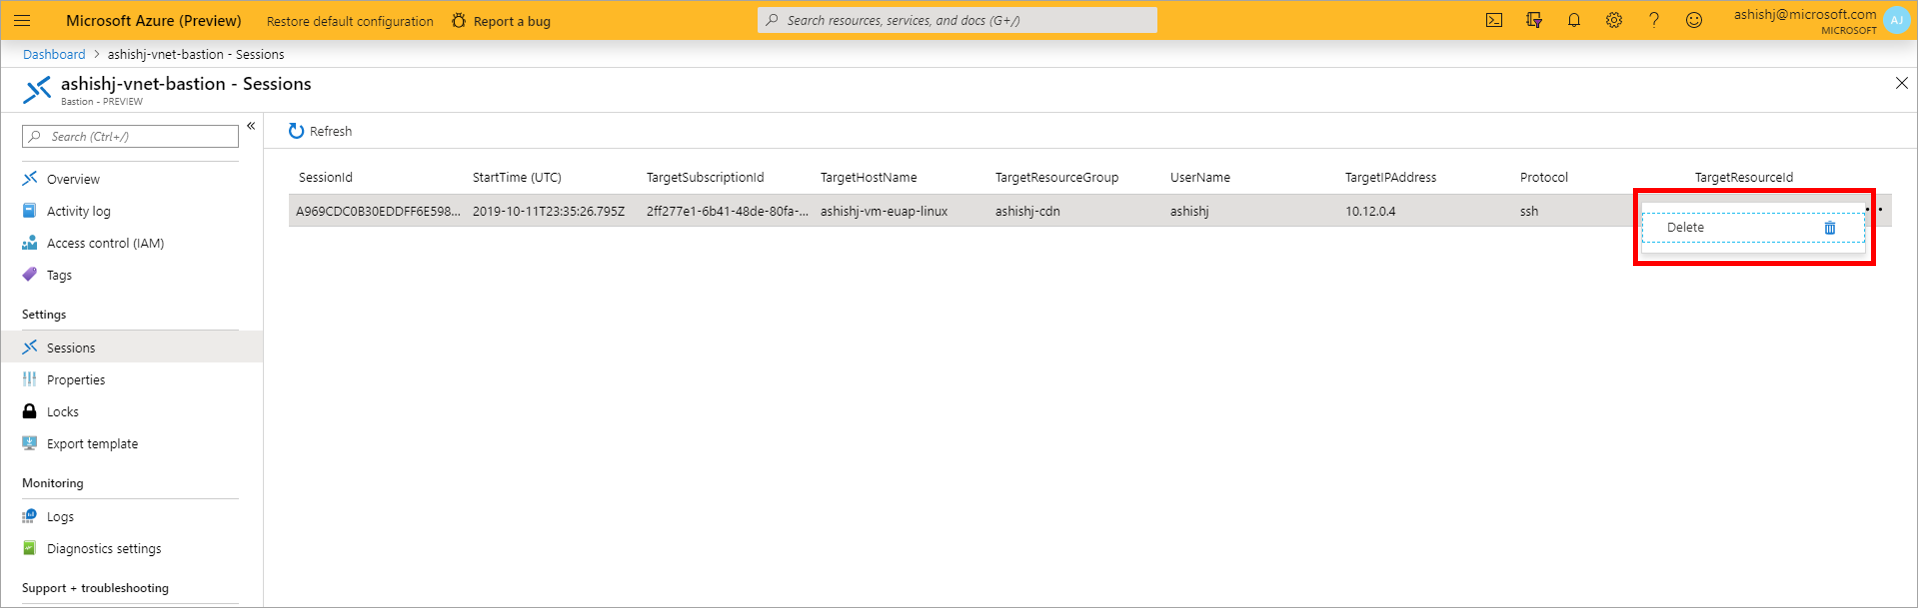 Microsoft Azure (Preview) Restore default configuration Report a bug Search resources, services, and docs (G+/) ashishj@microsoft.com AJ
MICROSOFT
Dashboard > ashishj-vnet-bastion - Sessions
ashishj-vnet-bastion - Sessions
Bastion - PREVIEW
Search (Ctrl+/) «
Overview
Activity log
Access control (IAM)
Tags
Settings
Sessions
Properties
Locks
Export template
Monitoring
Logs
Diagnostics settings
Support + troubleshooting
Refresh
SessionId StartTime (UTC) TargetSubscriptionId TargetHostName TargetResourceGroup UserName TargetIPAddress Protocol TargetResourceId
A969CDC0B30EDDFF6E598... 2019-10-11T23:35:26.795Z 2ff277e1-6b41-48de-80fa-... ashishj-vm-euap-linux ashishj-cdn ashishj 10.12.0.4 ssh
Delete